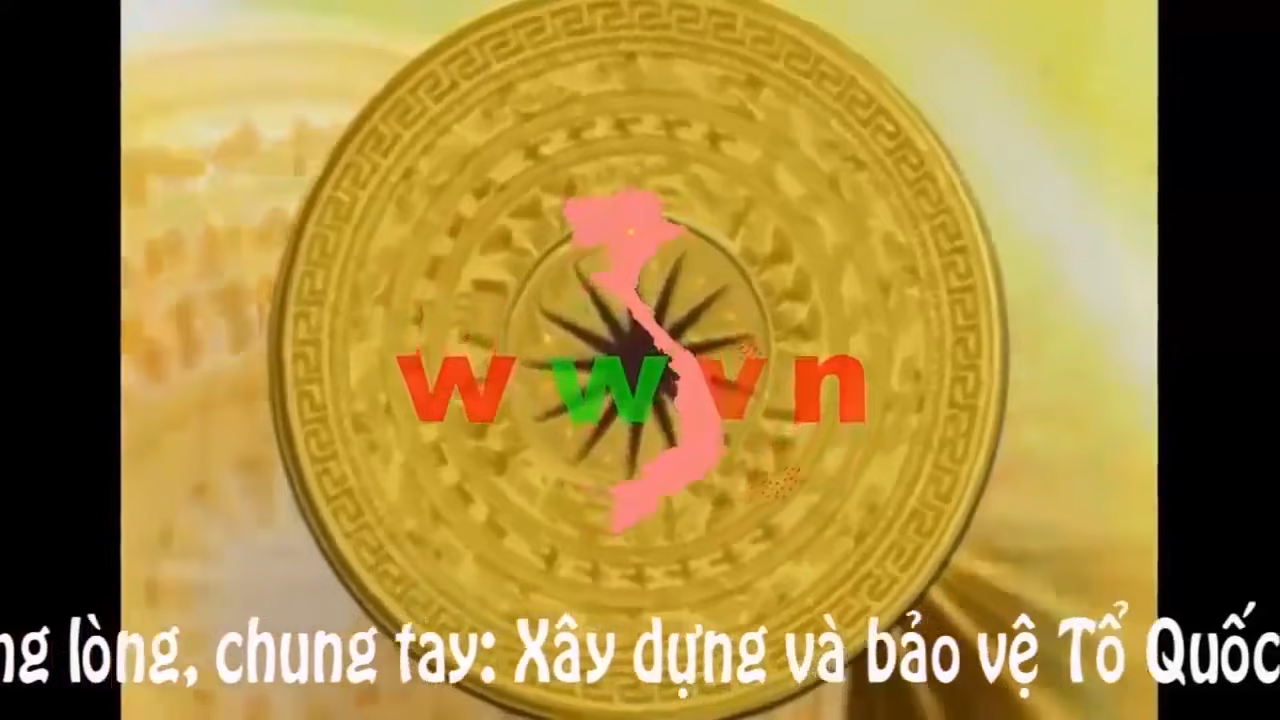 wwvn
ng lòng, chung tay: Xây dựng và bảo vệ Tổ Quốc